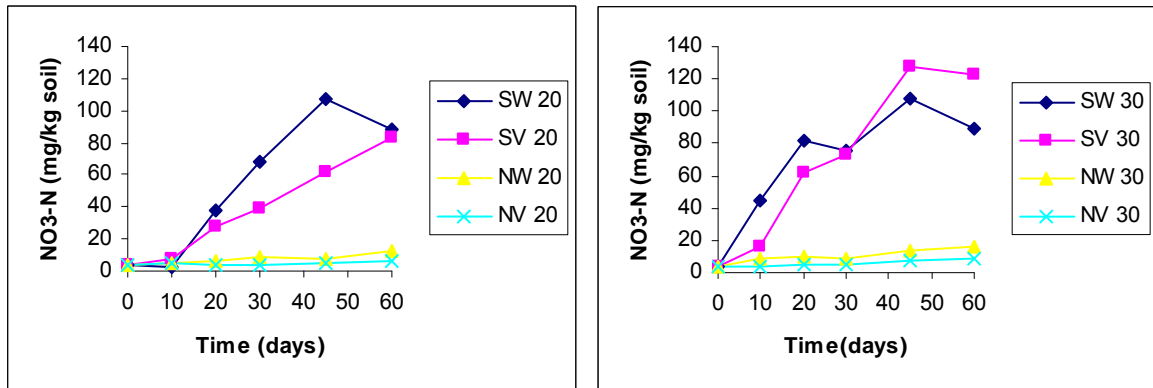 NO3-N (mg/kg soil)
140
120
100
80
60
40
20
0
0 10 20 30 40 50 60
Time (days)
SW 20
SV 20
NW 20
NV 20
NO3-N (mg/kg soil)
140
120
100
80
60
40
20
0
0 10 20 30 40 50 60
Time(days)
SW 30
SV 30
NW 30
NV 30